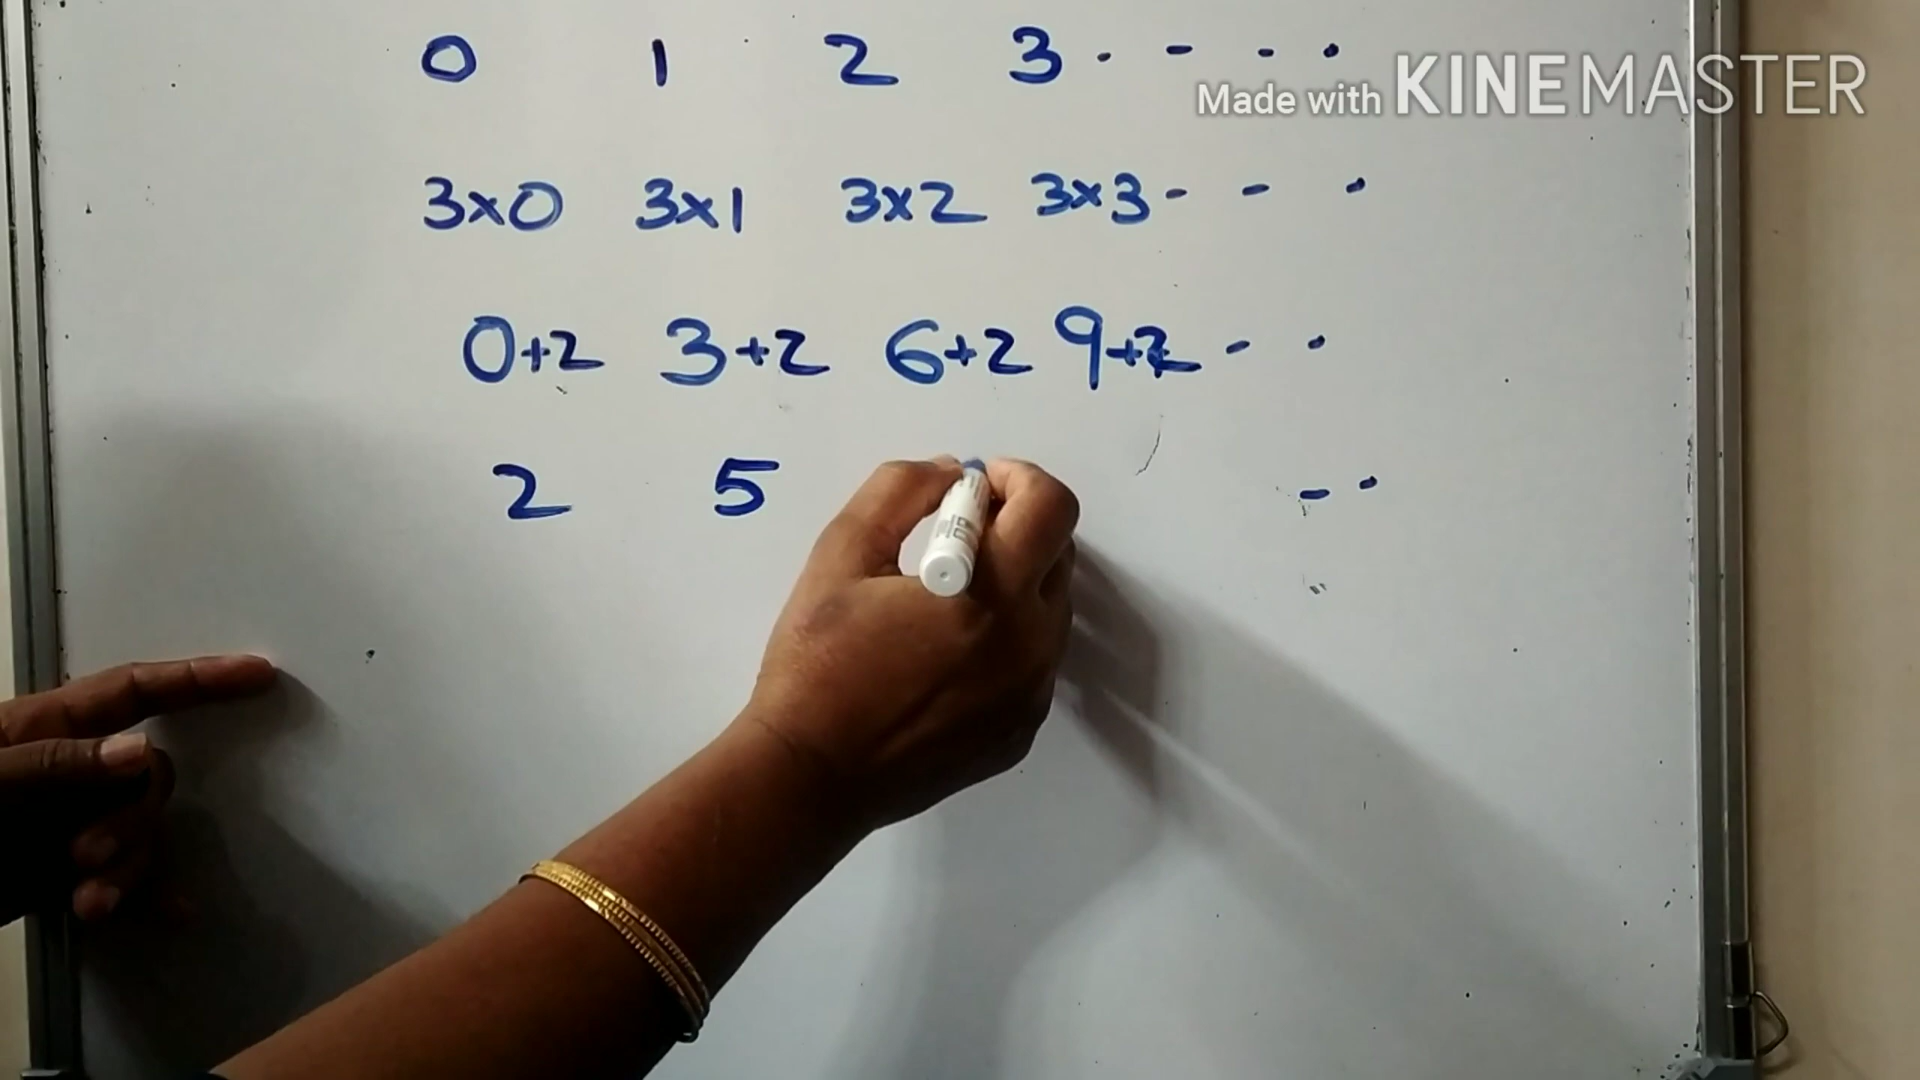 0 1 2 3 . - - .
Made with KINEMASTER
3x0 3x1 3x2 3x3 - - .
0+2 3+2 6+2 9+2 - .
2 5 - .